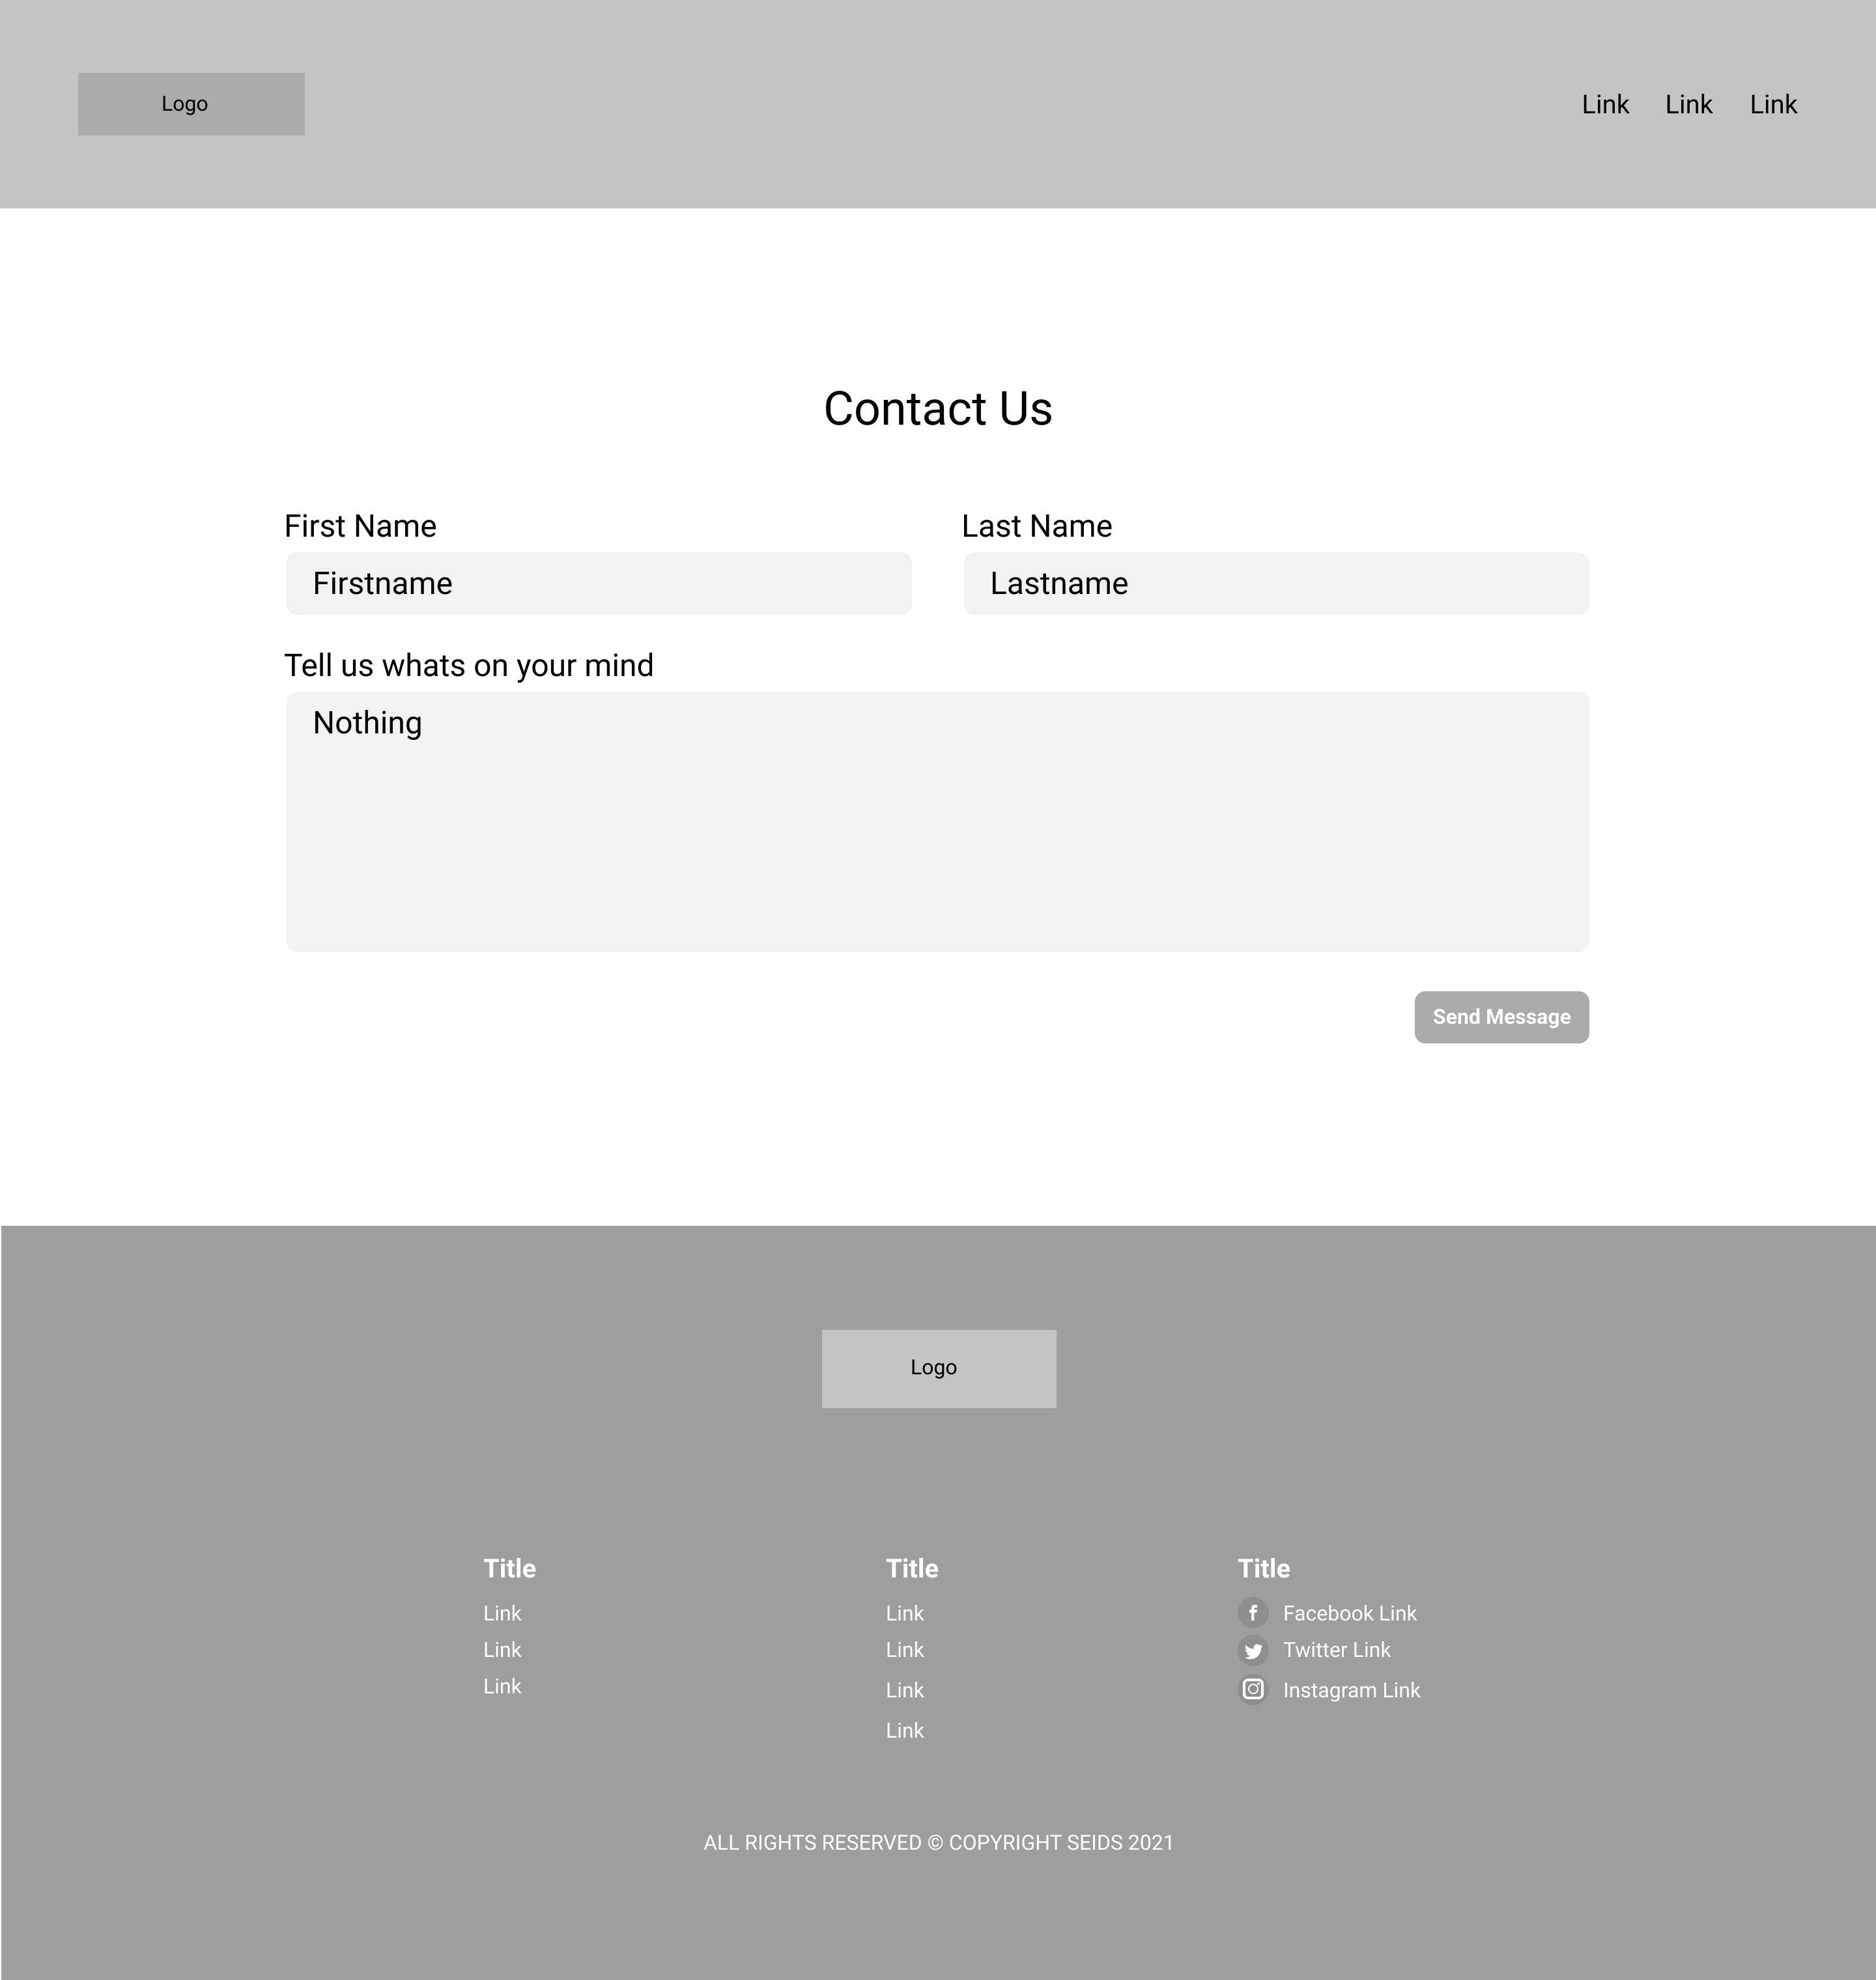 Logo
Link Link Link
Contact Us
First Name
Firstname
Last Name
Lastname
Tell us whats on your mind
Nothing
Send Message
Logo
Title
Link
Link
Link
Title
Link
Link
Link
Link
Title
Facebook Link
Twitter Link
Instagram Link
ALL RIGHTS RESERVED © COPYRIGHT SEIDS 2021